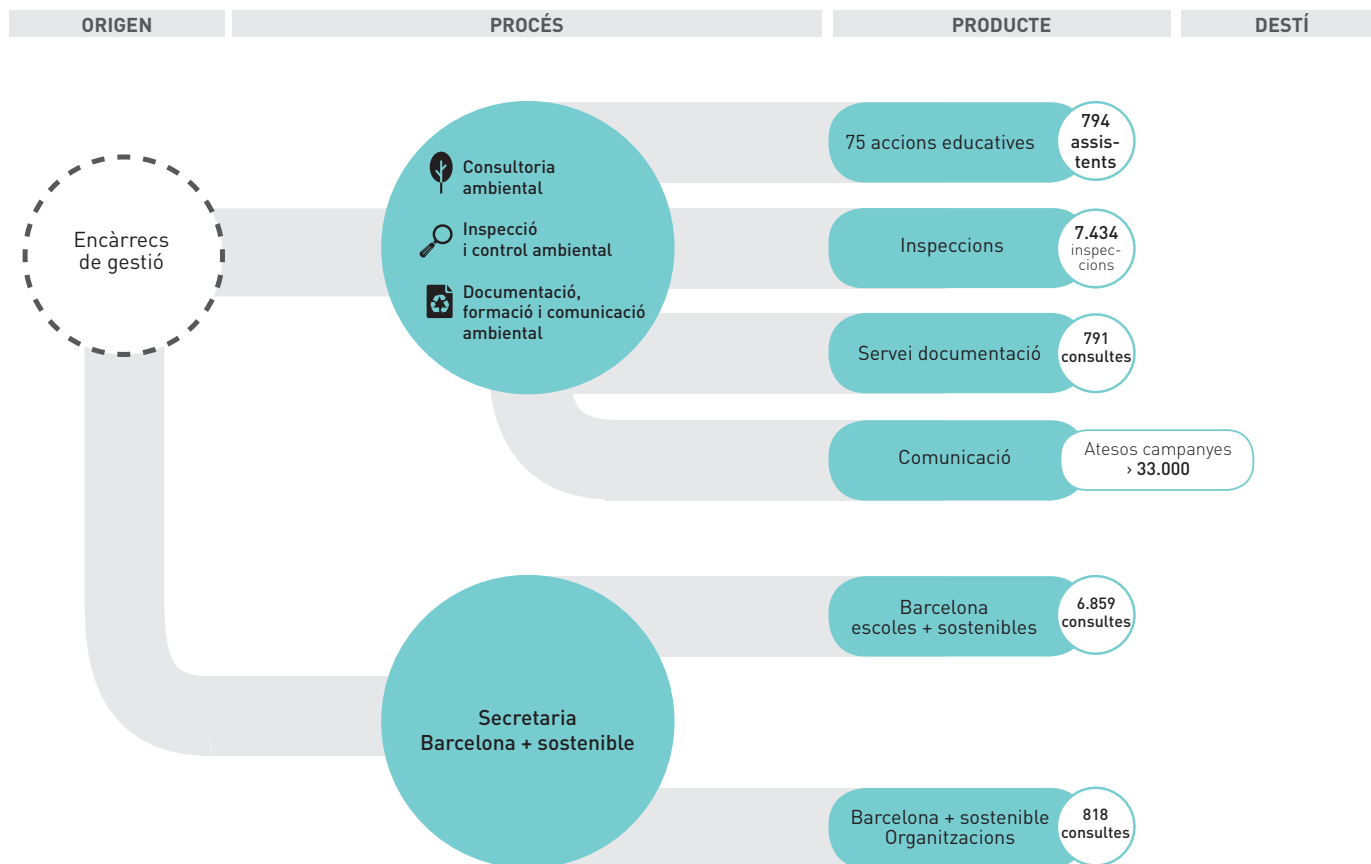 ORIGEN
PROCÉS
PRODUCTE
DESTÍ
Encàrrecs
de gestió
Consultoria
ambiental
Inspecció
i control ambiental
Documentació,
formació i comunicació
ambiental
75 accions educatives
794
assis-
tents
Inspeccions
7.434
inspec-
cions
Servei documentació
791
consultes
Comunicació
Atesos campanyes
› 33.000
Secretaria
Barcelona + sostenible
Barcelona
escoles + sostenibles
6.859
consultes
Barcelona + sostenible
Organitzacions
818
consultes